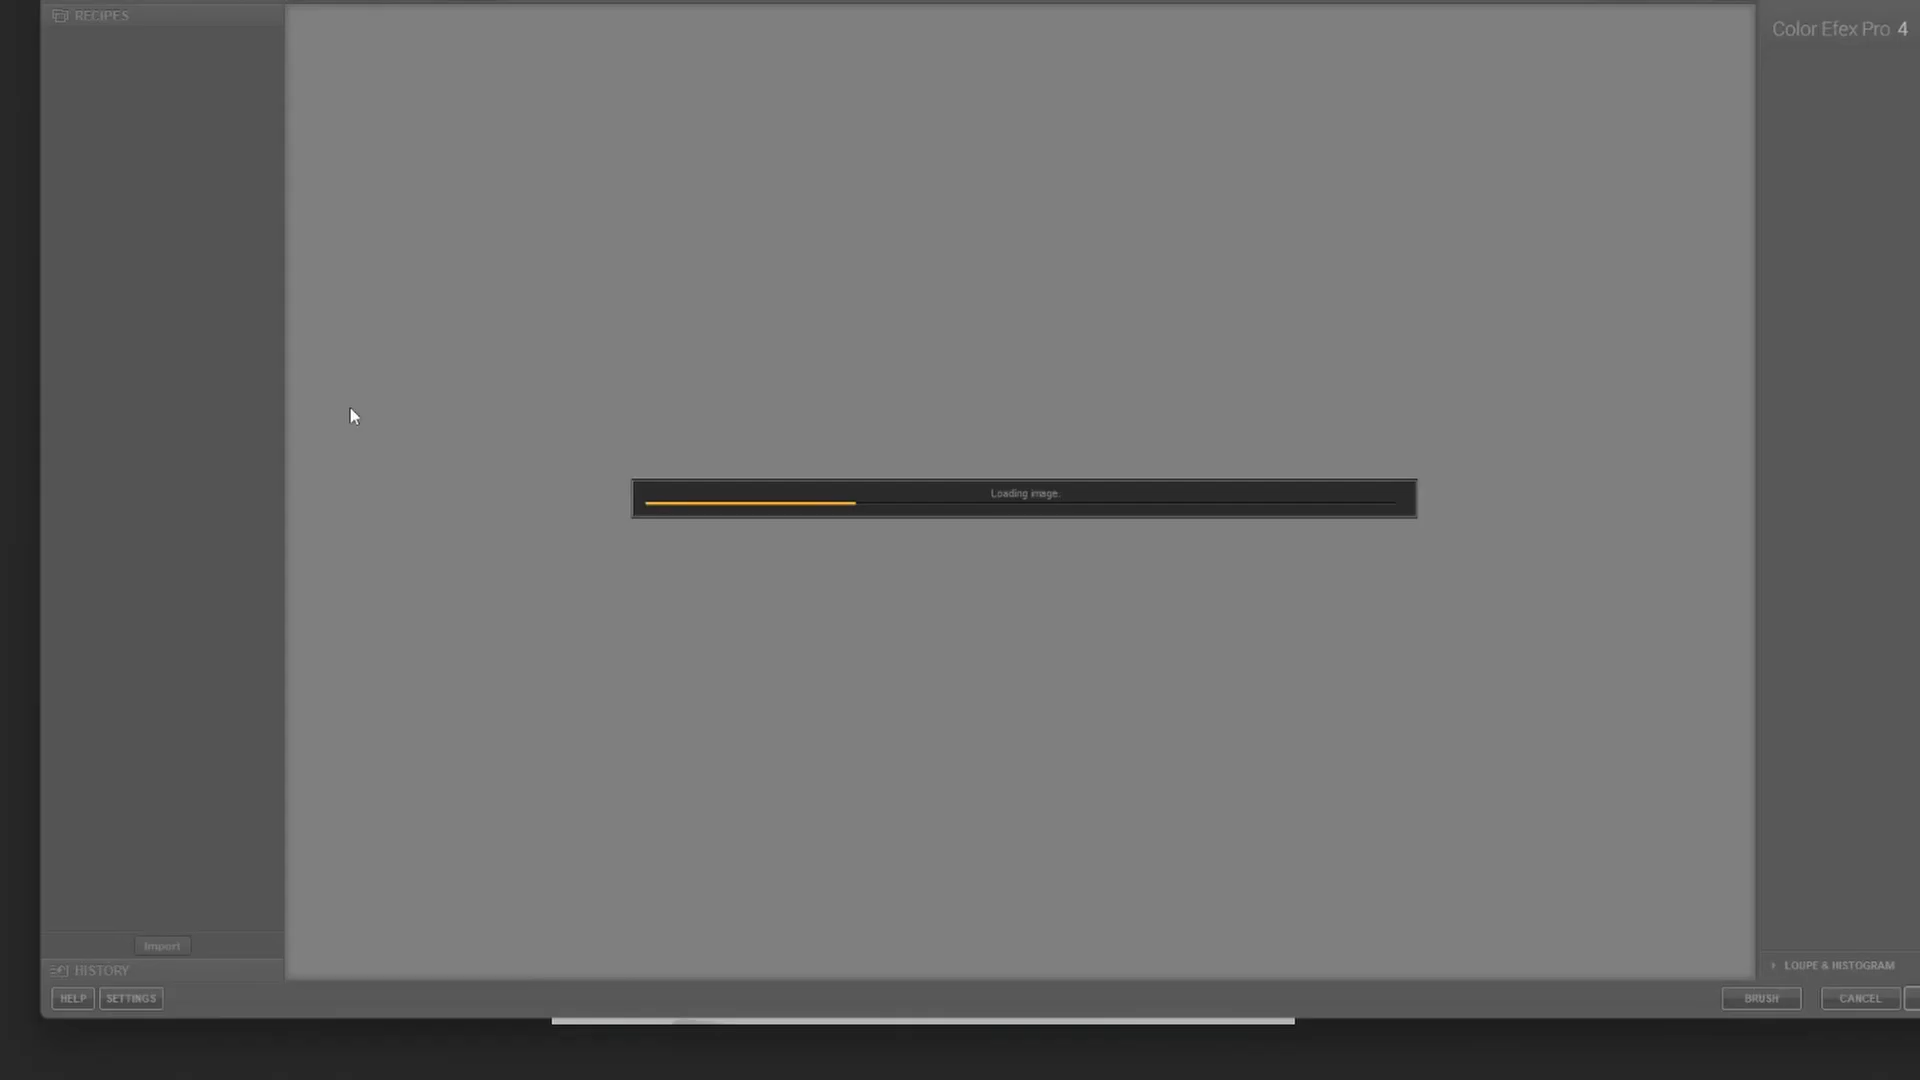 RECIPES
Color Efex Pro 4
Loading image.
Import
HISTORY
LOUPE & HISTOGRAM
HELP
SETTINGS
BRUSH
CANCEL